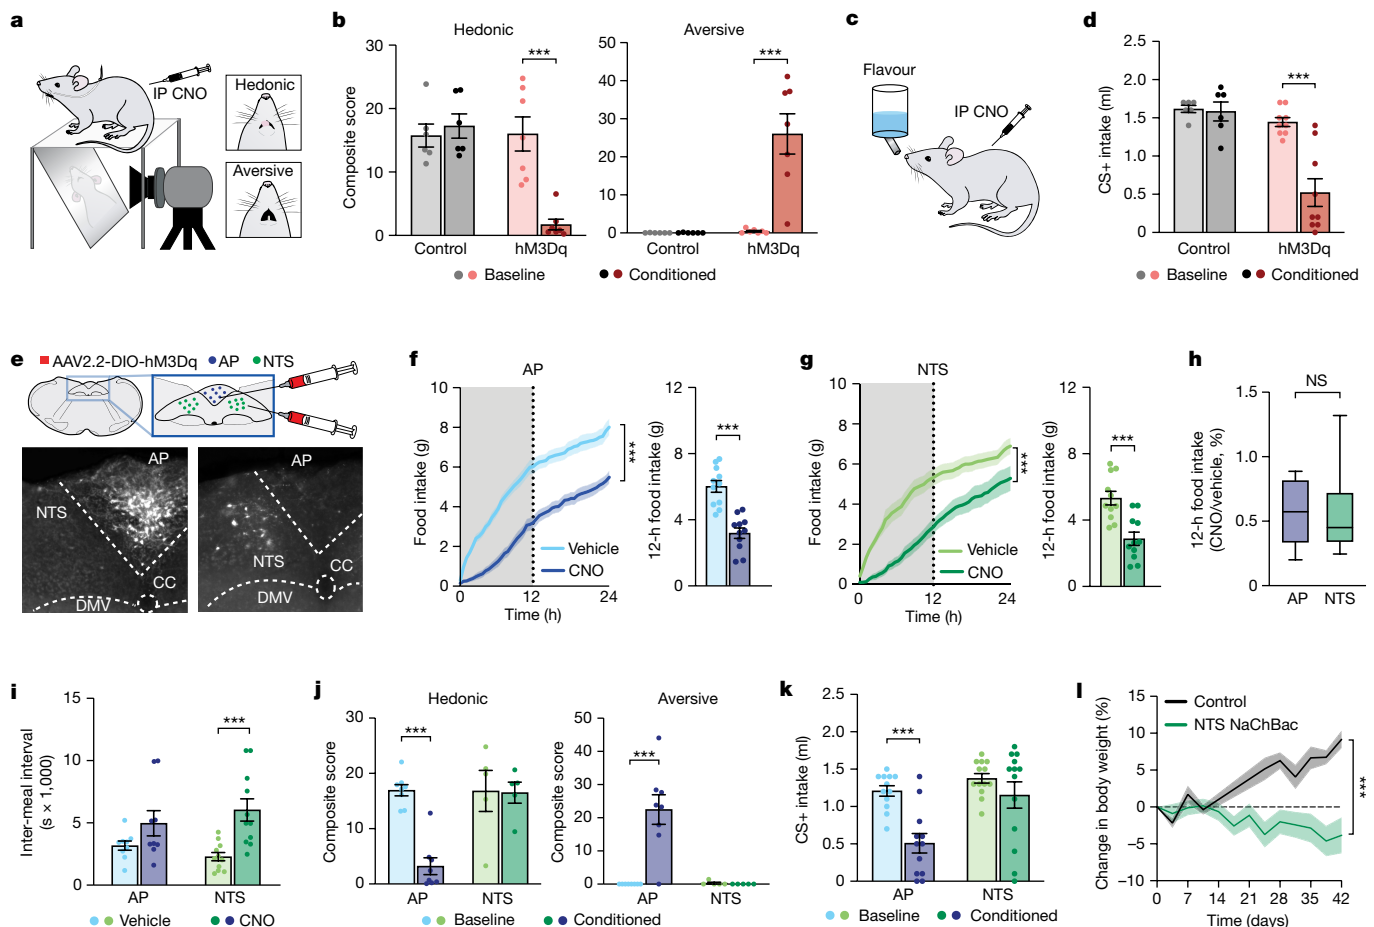 a
IP CNO
Hedonic
Aversive
b
Hedonic
Aversive
Composite score
30
20
10
0
50
40
30
20
10
0
***
***
Control
hM3Dq
Control
hM3Dq
Baseline
Conditioned
c
Flavour
IP CNO
d
CS+ intake (ml)
2.5
2.0
1.5
1.0
0.5
0
***
Control
hM3Dq
Baseline
Conditioned
e
AAV2.2-DIO-hM3Dq
AP
NTS
AP
NTS
CC
DMV
AP
NTS
CC
DMV
f
AP
Food intake (g)
10
8
6
4
2
0
***
Vehicle
CNO
0
12
24
Time (h)
12-h food intake (g)
12
8
4
0
***
g
NTS
Food intake (g)
10
8
6
4
2
0
***
Vehicle
CNO
0
12
24
Time (h)
12-h food intake (g)
12
8
4
0
***
h
12-h food intake
(CNO/vehicle, %)
1.5
1.0
0.5
0
NS
AP
NTS
i
Inter-meal interval
(s × 1,000)
15
10
5
0
***
AP
NTS
Vehicle
CNO
j
Hedonic
Aversive
Composite score
30
20
10
0
***
AP
NTS
Composite score
50
40
30
20
10
0
***
AP
NTS
Baseline
Conditioned
k
CS+ intake (ml)
2.5
2.0
1.5
1.0
0.5
0
***
AP
NTS
Baseline
Conditioned
l
Change in body weight (%)
15
10
5
0
−5
−10
Control
NTS NaChBac
***
0
7
14
21
28
35
42
Time (days)